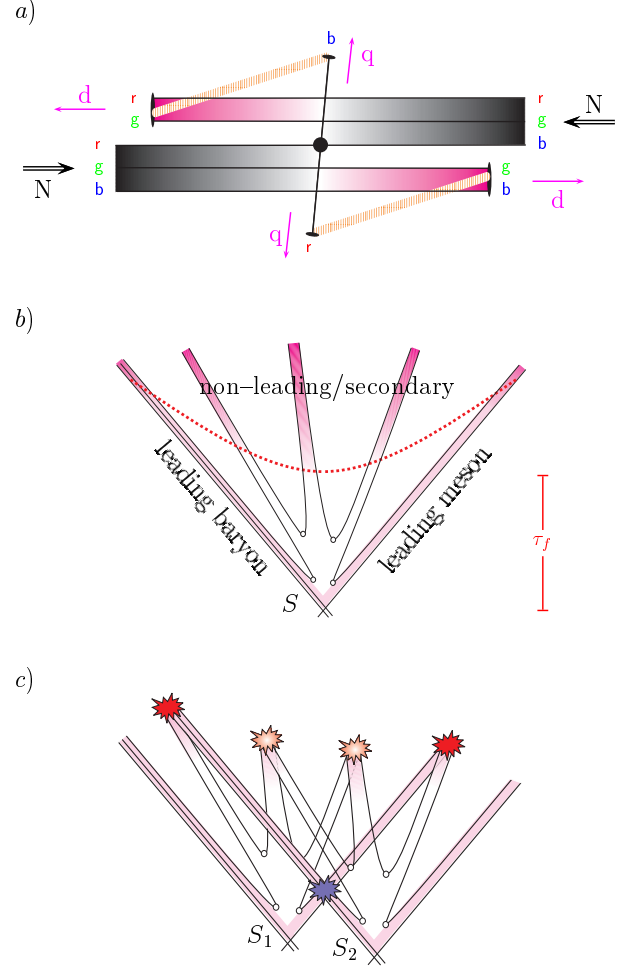 a)
b
q
d
r
r
N
g
g
r
b
g
g
N
b
d
q
r
b)
non–leading/secondary
leading baryon
leading meson
τf
S
c)
S1
S2